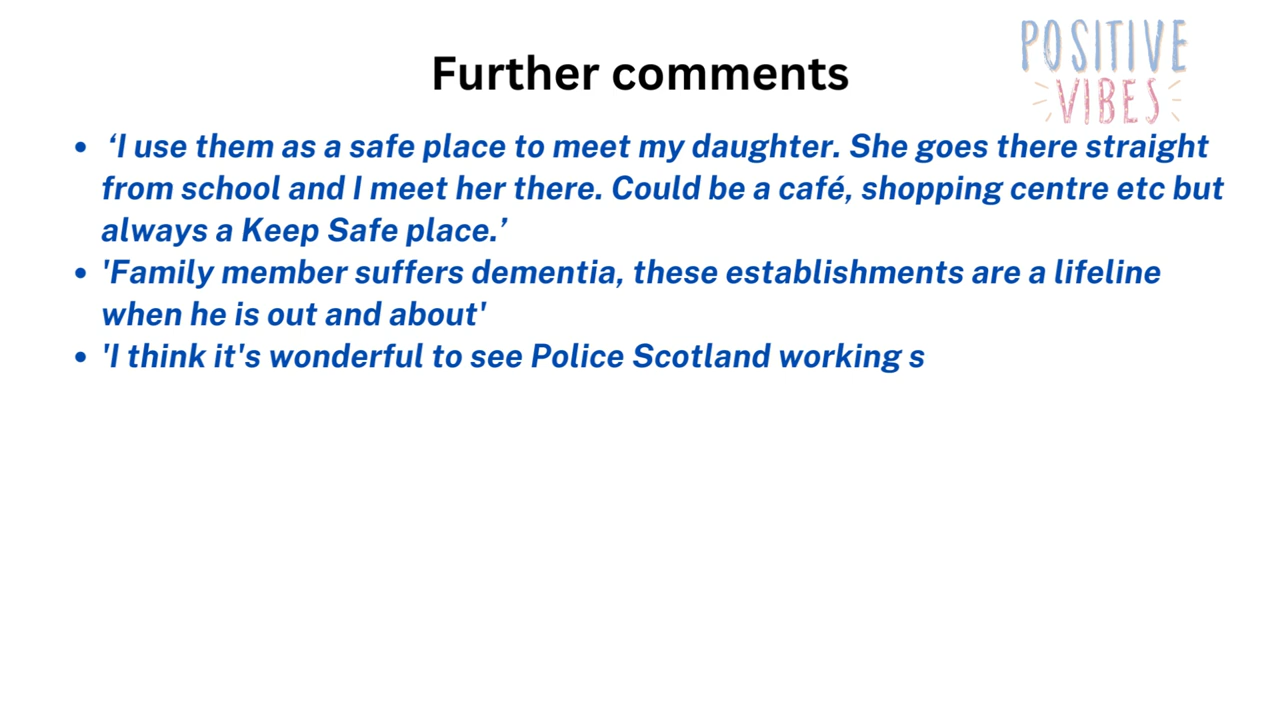 POSITIVE
VIBES
Further comments
• ‘I use them as a safe place to meet my daughter. She goes there straight
from school and I meet her there. Could be a café, shopping centre etc but
always a Keep Safe place.’
• 'Family member suffers dementia, these establishments are a lifeline
when he is out and about'
• 'I think it's wonderful to see Police Scotland working s